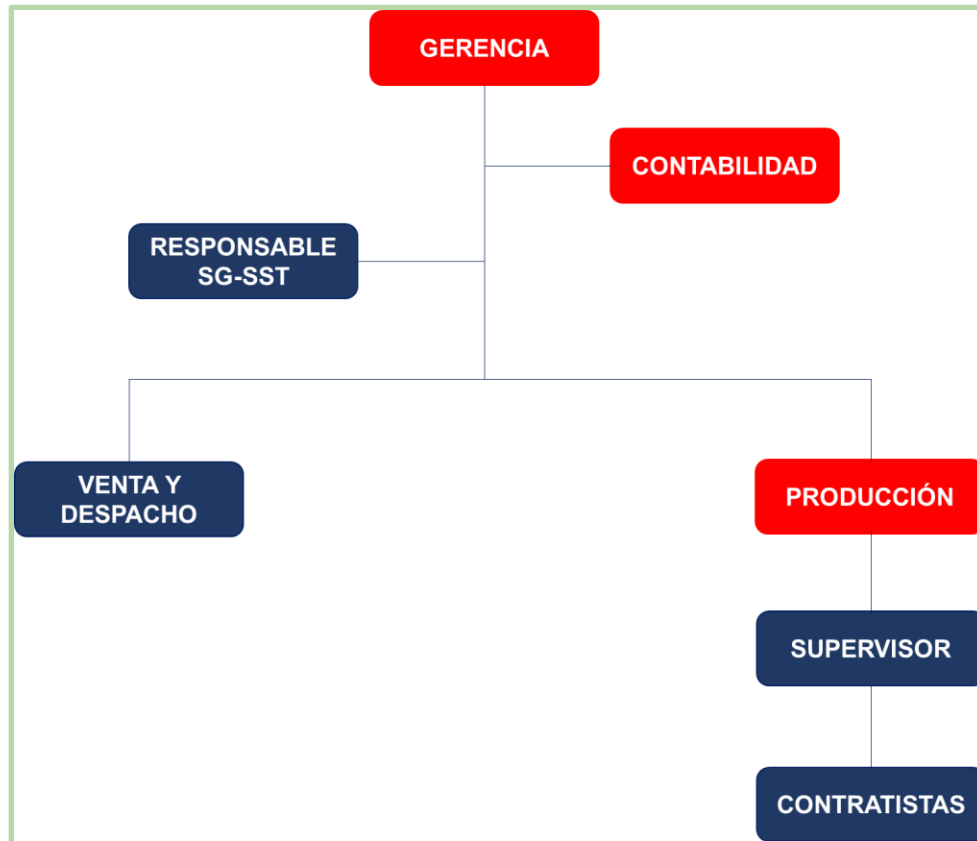 GERENCIA
CONTABILIDAD
RESPONSABLE
SG-SST
VENTA Y
DESPACHO
PRODUCCIÓN
SUPERVISOR
CONTRATISTAS